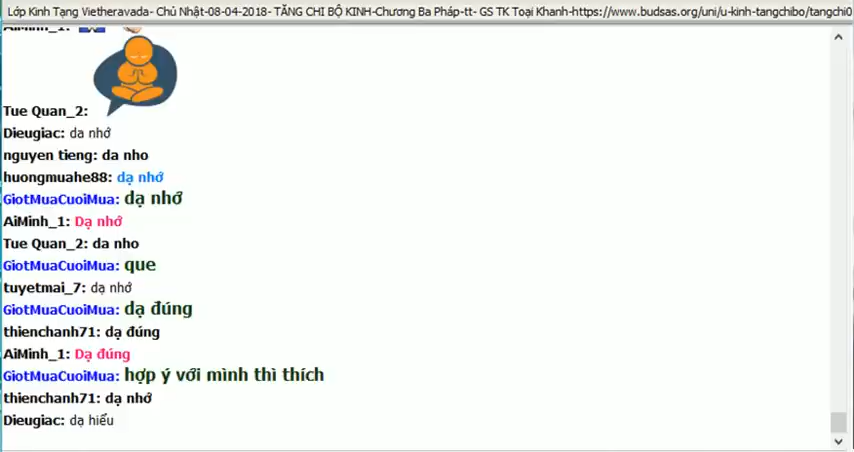 Lớp Kinh Tạng Vietheravada- Chủ Nhật-08-04-2018- TĂNG CHI BỘ KINH-Chương Ba Pháp-tt- GS TK Toại Khanh-https://www.budsas.org/uni/u-kinh-tangchibo/tangchi0
AiMinh_1:
Tue Quan_2:
Dieugiac: da nhớ
nguyen tieng: da nho
huongmuahe88: dạ nhớ
GiotMuaCuoiMua: dạ nhớ
AiMinh_1: Dạ nhớ
Tue Quan_2: da nho
GiotMuaCuoiMua: que
tuyetmai_7: dạ nhớ
GiotMuaCuoiMua: dạ đúng
thienchanh71: dạ đúng
AiMinh_1: Dạ đúng
GiotMuaCuoiMua: hợp ý với mình thì thích
thienchanh71: dạ nhớ
Dieugiac: dạ hiểu